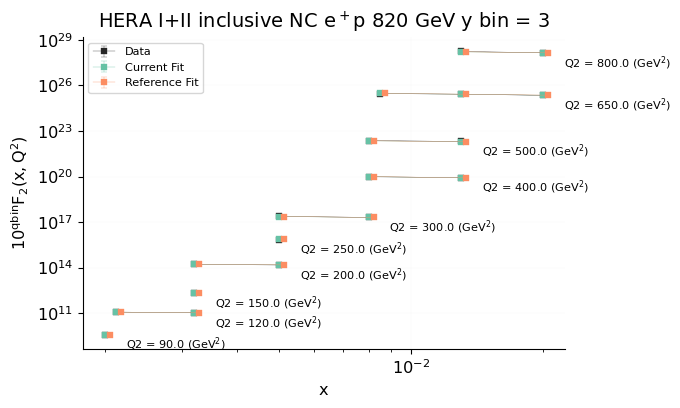 HERA I+II inclusive NC e⁺p 820 GeV y bin = 3
10²⁹
10²⁶
10²³
10²⁰
10¹⁷
10¹⁴
10¹¹
10^qbin F₂(x, Q²)
Data
Current Fit
Reference Fit
Q2 = 800.0 (GeV²)
Q2 = 650.0 (GeV²)
Q2 = 500.0 (GeV²)
Q2 = 400.0 (GeV²)
Q2 = 300.0 (GeV²)
Q2 = 250.0 (GeV²)
Q2 = 200.0 (GeV²)
Q2 = 150.0 (GeV²)
Q2 = 120.0 (GeV²)
Q2 = 90.0 (GeV²)
10⁻²
x